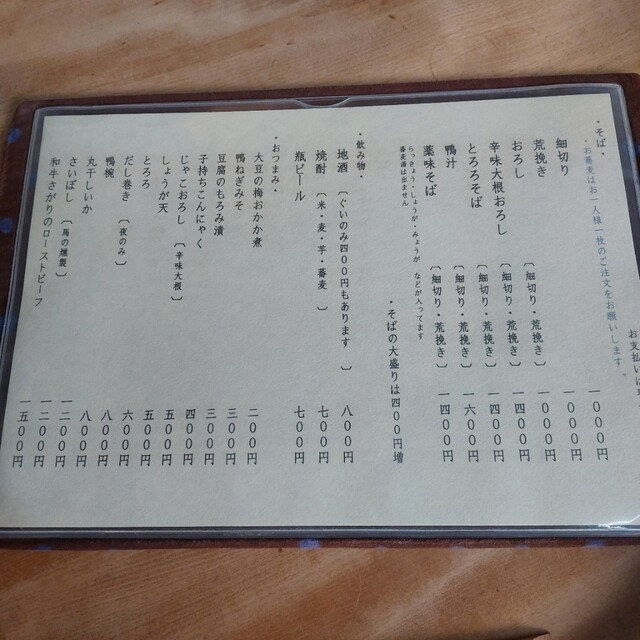 お支払い
・そば・
お蕎麦はお一人様一枚のご注文をお願いします。
細切り 一〇〇〇円
荒挽き 一〇〇〇円
おろし 〔細切り・荒挽き〕 一〇〇〇円
辛味大根おろし 〔細切り・荒挽き〕 一四〇〇円
とろろそば 〔細切り・荒挽き〕 一四〇〇円
鴨汁 〔細切り・荒挽き〕 一六〇〇円
薬味そば 〔細切り・荒挽き〕 一四〇〇円
らっきょう・しょうが・みょうが などが入ってます
蕎麦湯は出ません
・そばの大盛りは四〇〇円増
・飲み物・
地酒 〔ぐいのみ四〇〇円もあります〕 八〇〇円
焼酎 〔米・麦・芋・蕎麦〕 七〇〇円
瓶ビール 七〇〇円
・おつまみ・
大豆の梅おかか煮 二〇〇円
鴨ねぎみそ 三〇〇円
豆腐のもろみ漬 三〇〇円
子持ちこんにゃく 四〇〇円
じゃこおろし 〔辛味大根〕 五〇〇円
しょうが天 五〇〇円
とろろ 六〇〇円
だし巻き 〔夜のみ〕 八〇〇円
鴨椀 八〇〇円
丸干しいか 一二〇〇円
さいぼし 〔馬の燻製〕 一二〇〇円
和牛さがりのローストビーフ 一五〇〇円